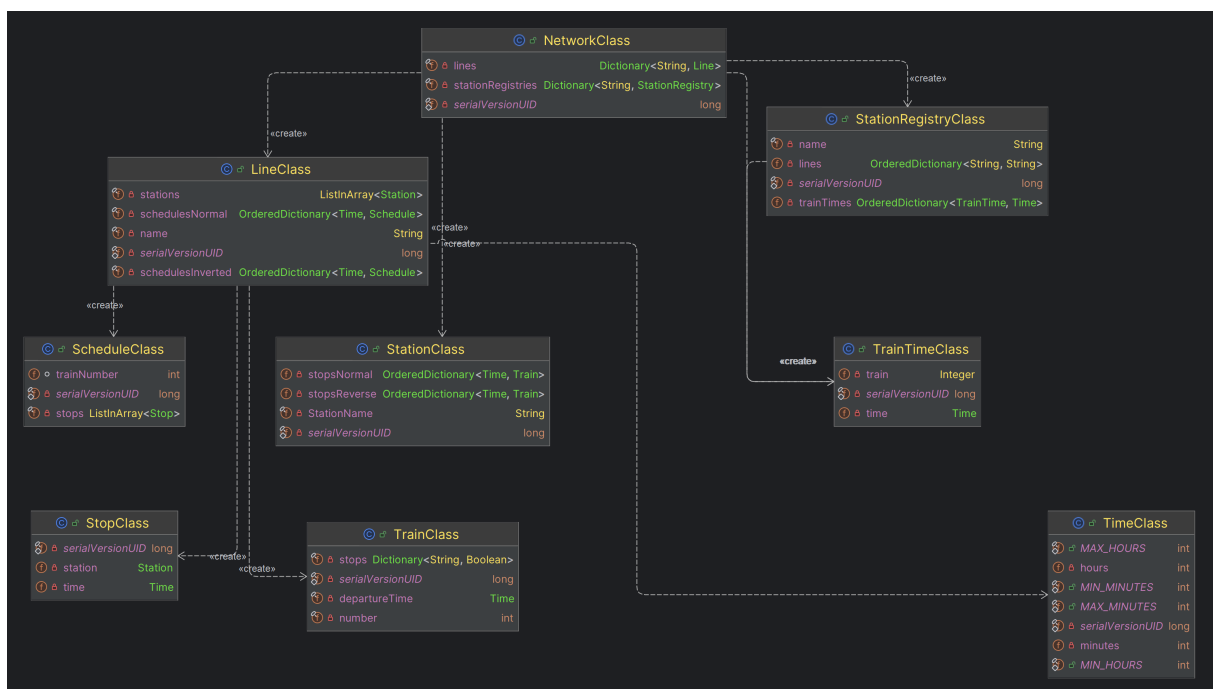 NetworkClass
lines Dictionary<String, Line>
stationRegistries Dictionary<String, StationRegistry>
serialVersionUID long
«create»
StationRegistryClass
name String
lines OrderedDictionary<String, String>
serialVersionUID long
trainTimes OrderedDictionary<TrainTime, Time>
«create»
LineClass
stations ListInArray<Station>
schedulesNormal OrderedDictionary<Time, Schedule>
name String
serialVersionUID long
schedulesInverted OrderedDictionary<Time, Schedule>
«create»
«create»
«create»
ScheduleClass
trainNumber int
serialVersionUID long
stops ListInArray<Stop>
StationClass
stopsNormal OrderedDictionary<Time, Train>
stopsReverse OrderedDictionary<Time, Train>
StationName String
serialVersionUID long
«create»
TrainTimeClass
train Integer
serialVersionUID long
time Time
StopClass
serialVersionUID long
station Station
time Time
«create»
«create»
TrainClass
stops Dictionary<String, Boolean>
serialVersionUID long
departureTime Time
number int
TimeClass
MAX_HOURS int
hours int
MIN_MINUTES int
MAX_MINUTES int
serialVersionUID long
minutes int
MIN_HOURS int